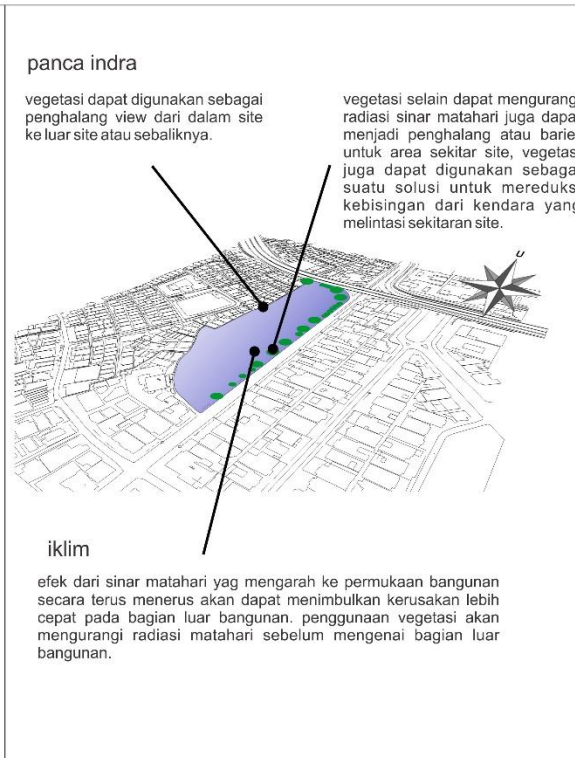 panca indra
vegetasi dapat digunakan sebagai
penghalang view dari dalam site
ke luar site atau sebaliknya.
vegetasi selain dapat mengurang
radiasi sinar matahari juga dapa
menjadi penghalang atau barie
untuk area sekitar site, vegetas
juga dapat digunakan sebaga
suatu solusi untuk mereduks
kebisingan dari kendara yang
melintasi sekitaran site.
U
iklim
efek dari sinar matahari yag mengarah ke permukaan bangunan
secara terus menerus akan dapat menimbulkan kerusakan lebih
cepat pada bagian luar bangunan. penggunaan vegetasi akan
mengurangi radiasi matahari sebelum mengenai bagian luar
bangunan.